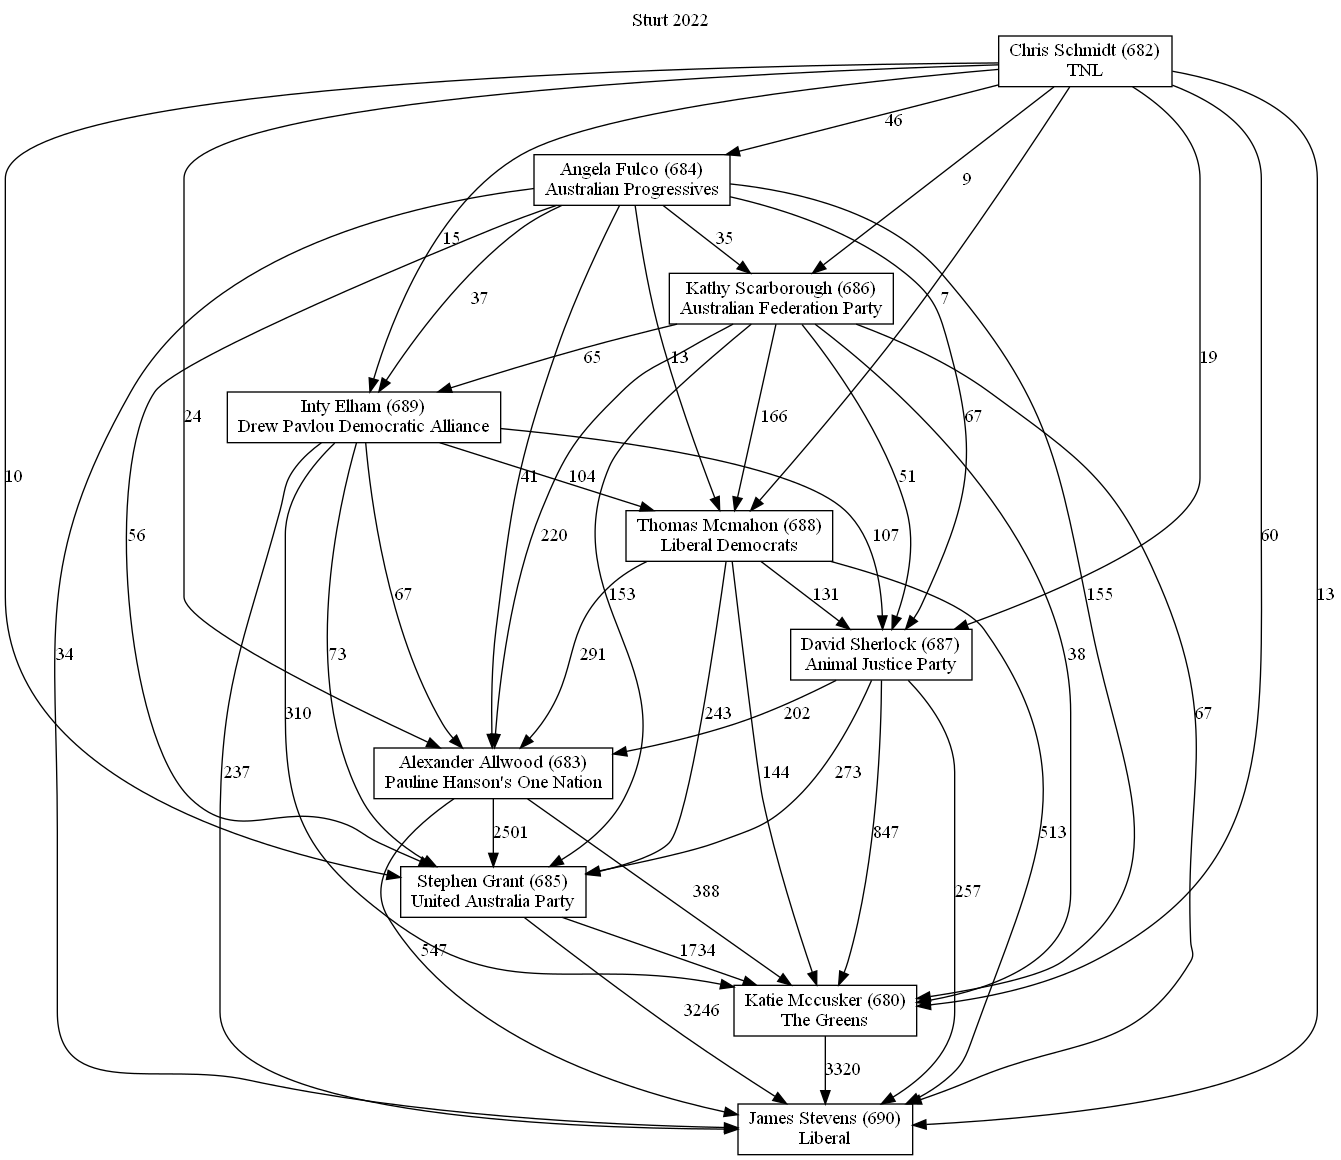 Sturt 2022
Chris Schmidt (682)
TNL
46
Angela Fulco (684)
Australian Progressives
9
15
35
37
Kathy Scarborough (686)
Australian Federation Party
7
65
13
19
Inty Elham (689)
Drew Pavlou Democratic Alliance
24
166
67
10
41
104
51
Thomas Mcmahon (688)
Liberal Democrats
56
220
107
60
67
131
153
155
13
David Sherlock (687)
Animal Justice Party
34
73
291
38
310
243
202
67
Alexander Allwood (683)
Pauline Hanson's One Nation
237
144
273
2501
847
513
Stephen Grant (685)
United Australia Party
388
257
547
1734
Katie Mccusker (680)
The Greens
3246
3320
James Stevens (690)
Liberal